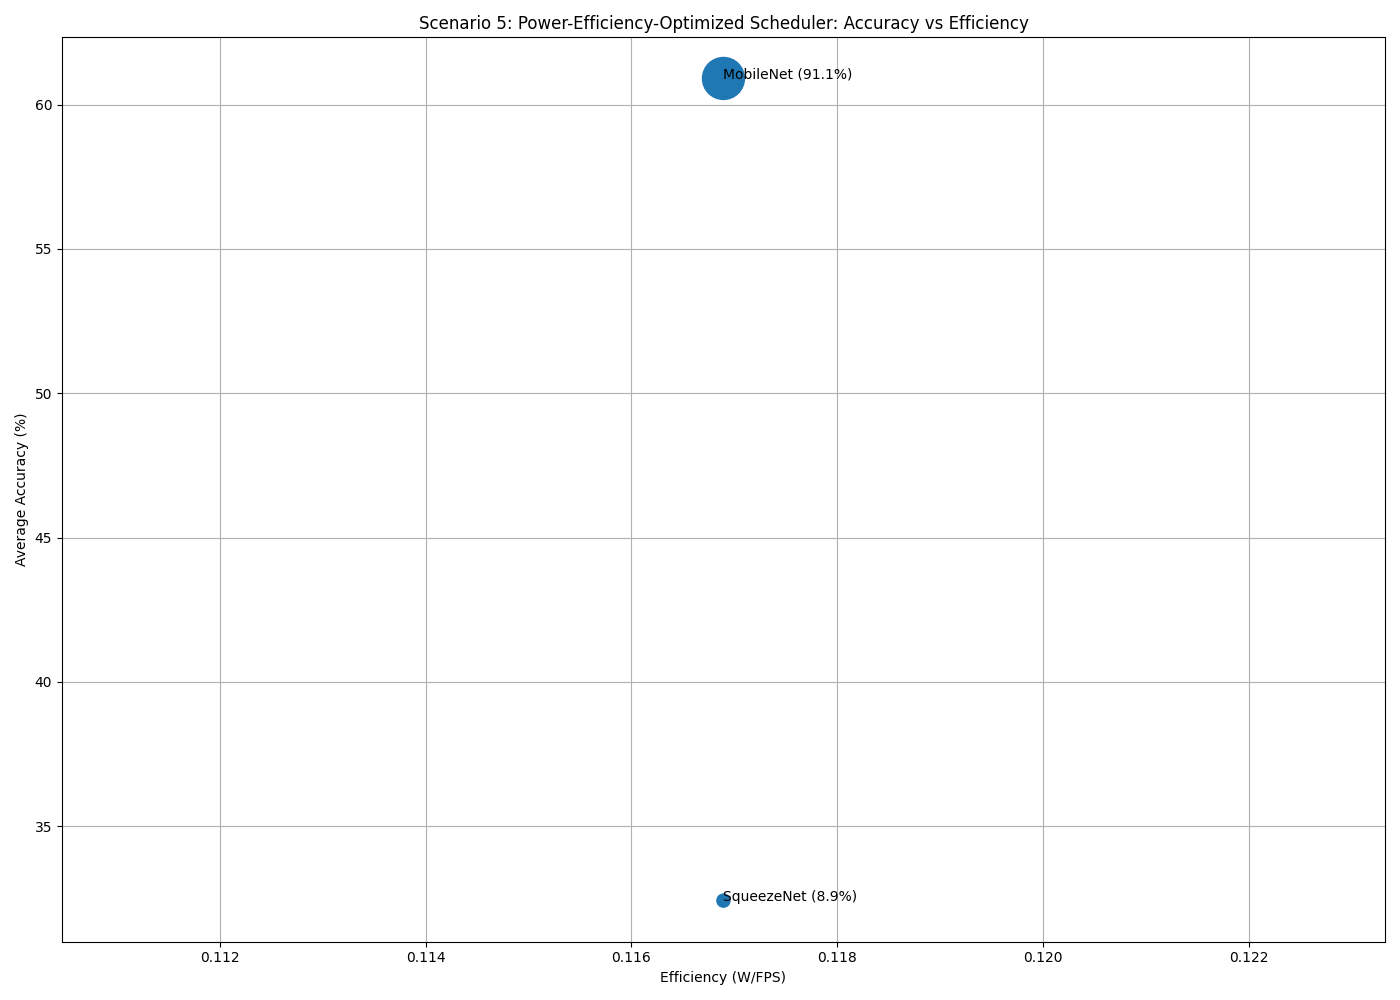 Scenario 5: Power-Efficiency-Optimized Scheduler: Accuracy vs Efficiency
MobileNet (91.1%)
60
55
50
45
40
35
Average Accuracy (%)
SqueezeNet (8.9%)
0.112
0.114
0.116
0.118
0.120
0.122
Efficiency (W/FPS)